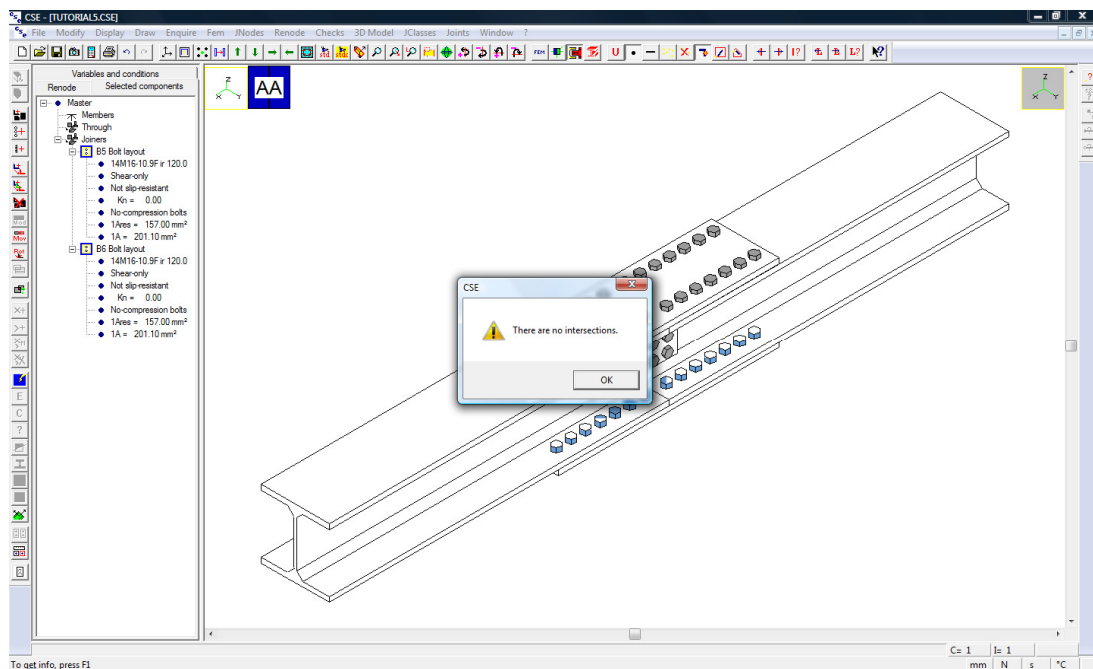 CSE - [TUTORIAL5.CSE]
File Modify Display Draw Enquire Fem JNodes Renode Checks 3D Model JClasses Joints Window ?
Variables and conditions
Renode Selected components
Master
Members
Through
Joiners
B5 Bolt layout
14M16-10.9F ir 120.0
Shear-only
Not slip-resistant
Kn = 0.00
No-compression bolts
1Ares = 157.00 mm²
1A = 201.10 mm²
B6 Bolt layout
14M16-10.9F ir 120.0
Shear-only
Not slip-resistant
Kn = 0.00
No-compression bolts
1Ares = 157.00 mm²
1A = 201.10 mm²
AA
Z
X Y
Z
X Y
CSE
There are no intersections.
OK
C= 1 I= 1
To get info, press F1
mm N s °C